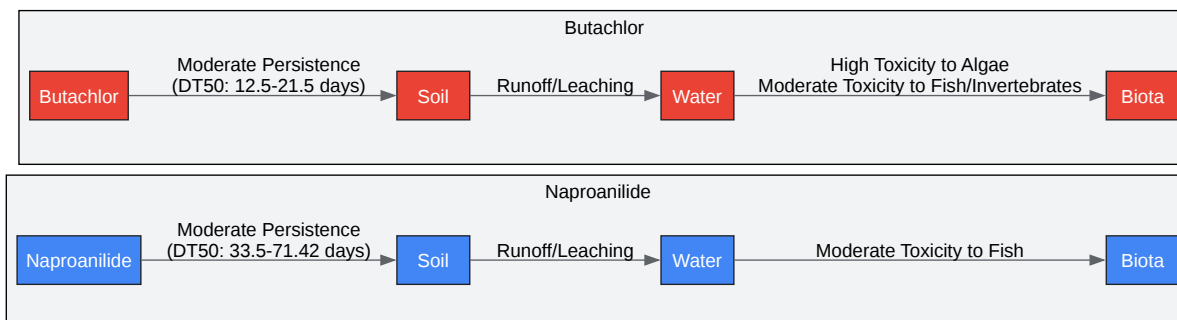 Butachlor
Moderate Persistence
(DT50: 12.5-21.5 days)
High Toxicity to Algae
Moderate Toxicity to Fish/Invertebrates
Butachlor
Soil
Runoff/Leaching
Water
Biota
Naproanilide
Moderate Persistence
(DT50: 33.5-71.42 days)
Naproanilide
Soil
Runoff/Leaching
Water
Moderate Toxicity to Fish
Biota